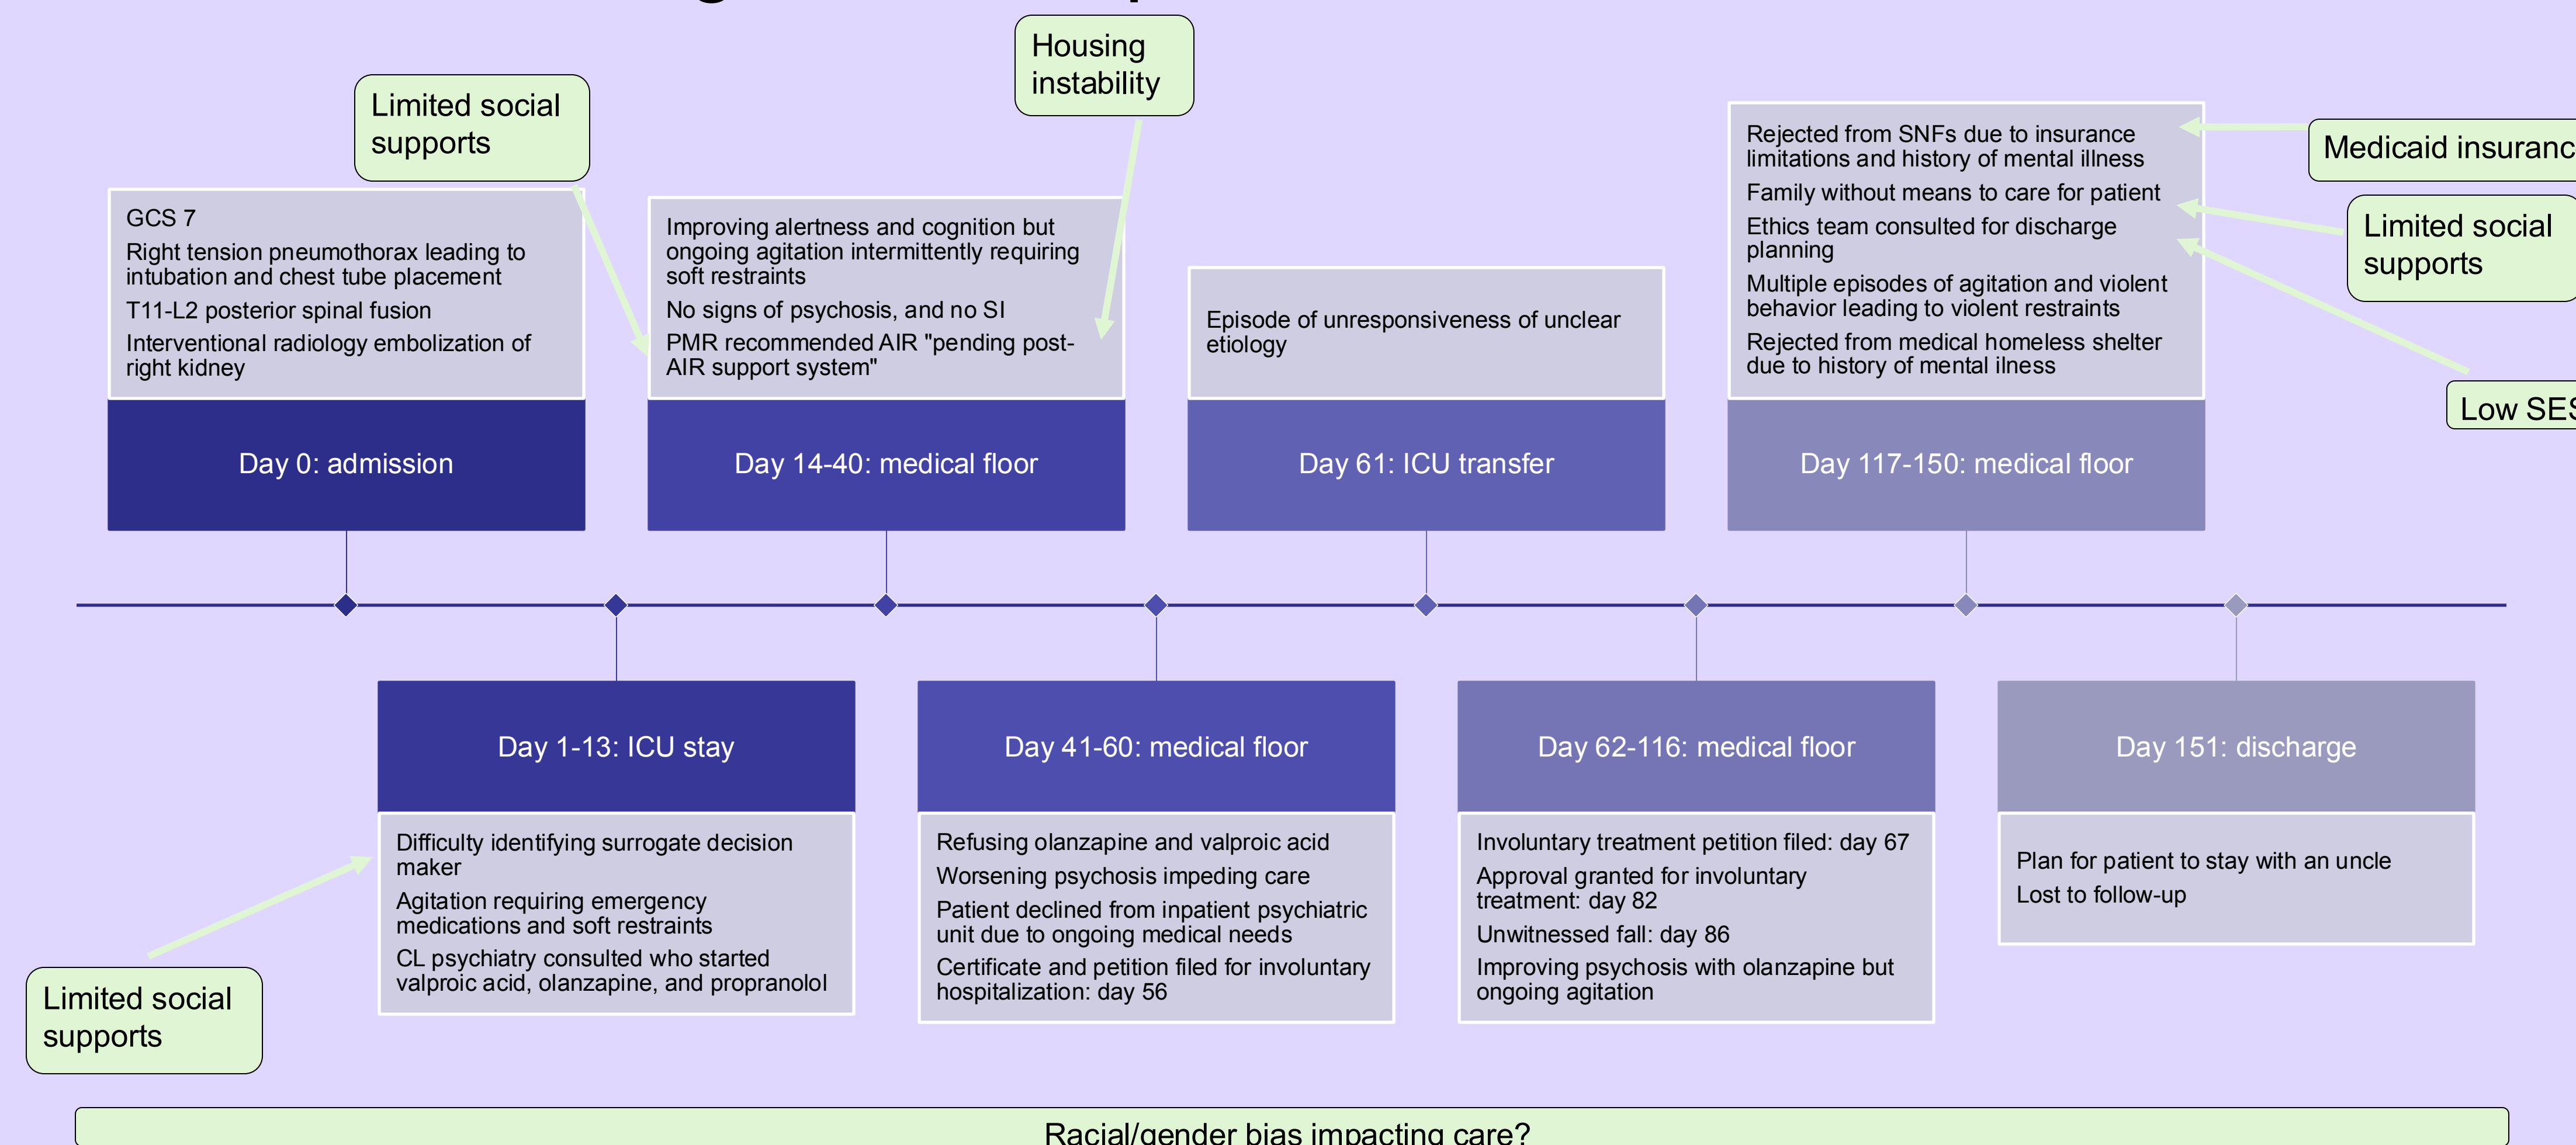 Housing
instability
Limited social
supports
Medicaid insuranc
Limited social
supports
Low SES
GCS 7
Right tension pneumothorax leading to
intubation and chest tube placement
T11-L2 posterior spinal fusion
Interventional radiology embolization of
right kidney
Day 0: admission
Improving alertness and cognition but
ongoing agitation intermittently requiring
soft restraints
No signs of psychosis, and no SI
PMR recommended AIR "pending post-
AIR support system"
Day 14-40: medical floor
Episode of unresponsiveness of unclear
etiology
Day 61: ICU transfer
Rejected from SNFs due to insurance
limitations and history of mental illness
Family without means to care for patient
Ethics team consulted for discharge
planning
Multiple episodes of agitation and violent
behavior leading to violent restraints
Rejected from medical homeless shelter
due to history of mental ilness
Day 117-150: medical floor
Day 1-13: ICU stay
Difficulty identifying surrogate decision
maker
Agitation requiring emergency
medications and soft restraints
CL psychiatry consulted who started
valproic acid, olanzapine, and propranolol
Limited social
supports
Day 41-60: medical floor
Refusing olanzapine and valproic acid
Worsening psychosis impeding care
Patient declined from inpatient psychiatric
unit due to ongoing medical needs
Certificate and petition filed for involuntary
hospitalization: day 56
Day 62-116: medical floor
Involuntary treatment petition filed: day 67
Approval granted for involuntary
treatment: day 82
Unwitnessed fall: day 86
Improving psychosis with olanzapine but
ongoing agitation
Day 151: discharge
Plan for patient to stay with an uncle
Lost to follow-up
Racial/gender bias impacting care?